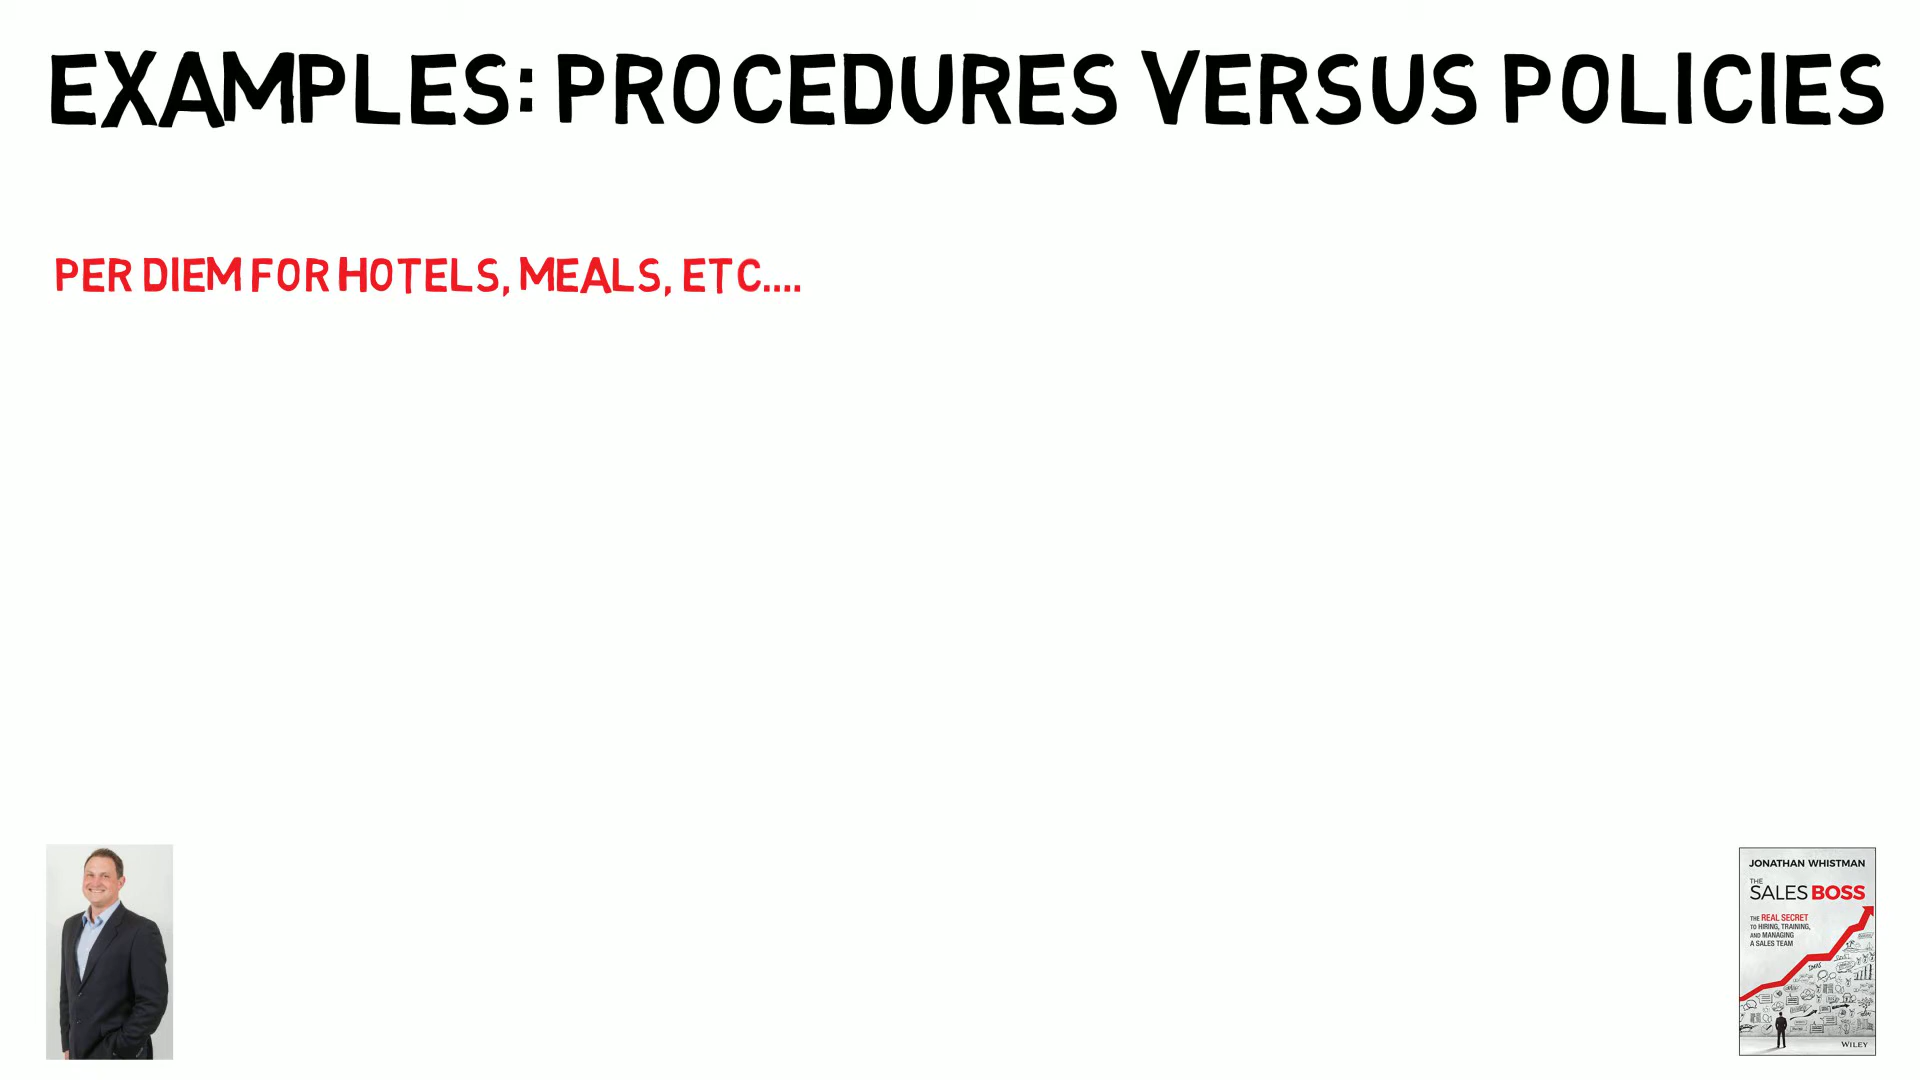 EXAMPLES: PROCEDURES VERSUS POLICIES
PER DIEM FOR HOTELS, MEALS, ETC....
JONATHAN WHISTMAN
THE
SALES BOSS
THE REAL SECRET
TO HIRING, TRAINING,
AND MANAGING
A SALES TEAM
WILEY